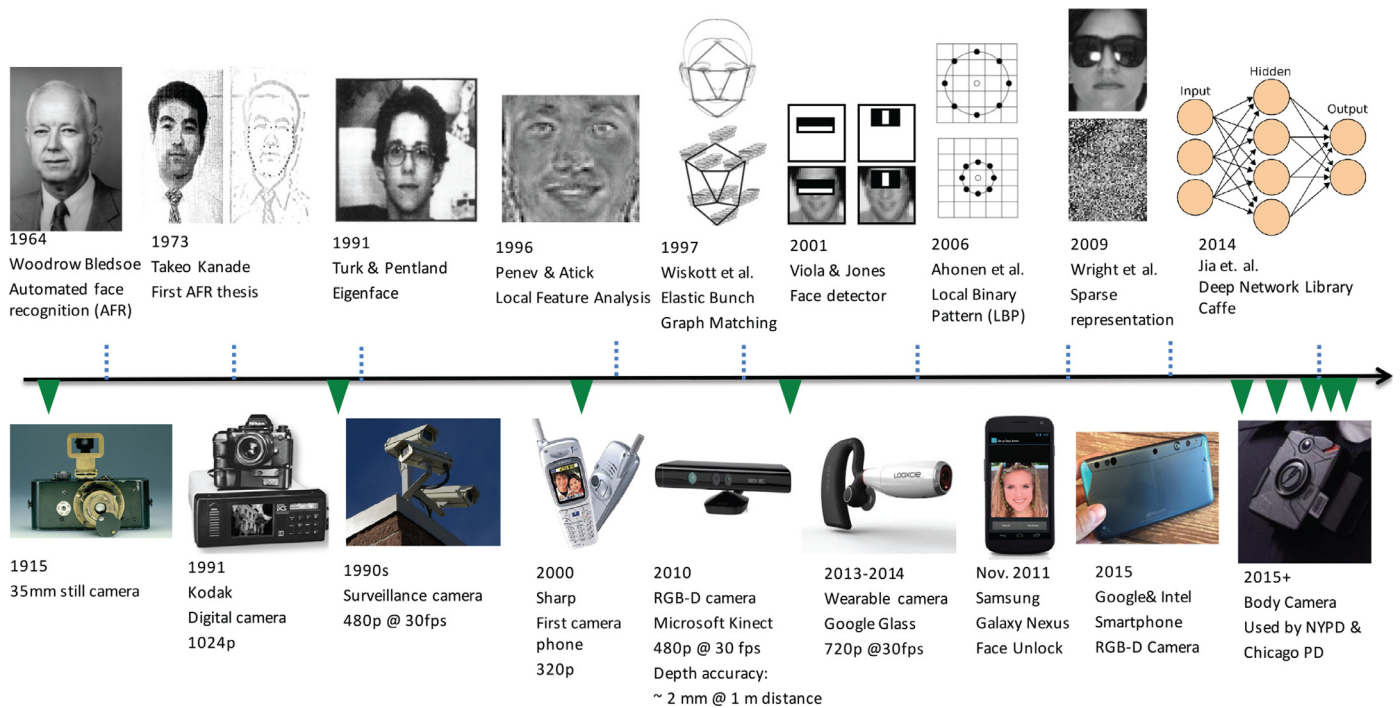 1964
Woodrow Bledsoe
Automated face
recognition (AFR)
1973
Takeo Kanade
First AFR thesis
1991
Turk & Pentland
Eigenface
1996
Penev & Atick
Local Feature Analysis
1997
Wiskott et al.
Elastic Bunch
Graph Matching
2001
Viola & Jones
Face detector
2006
Ahonen et al.
Local Binary
Pattern (LBP)
2009
Wright et al.
Sparse
representation
Input
Hidden
Output
2014
Jia et. al.
Deep Network Library
Caffe
1915
35mm still camera
Nikon
1991
Kodak
Digital camera
1024p
1990s
Surveillance camera
480p @ 30fps
2000
Sharp
First camera
phone
320p
XBOX 360
2010
RGB-D camera
Microsoft Kinect
480p @ 30 fps
Depth accuracy:
~ 2 mm @ 1 m distance
LOOXCIE
2013-2014
Wearable camera
Google Glass
720p @30fps
Nov. 2011
Samsung
Galaxy Nexus
Face Unlock
2015
Google& Intel
Smartphone
RGB-D Camera
2015+
Body Camera
Used by NYPD &
Chicago PD